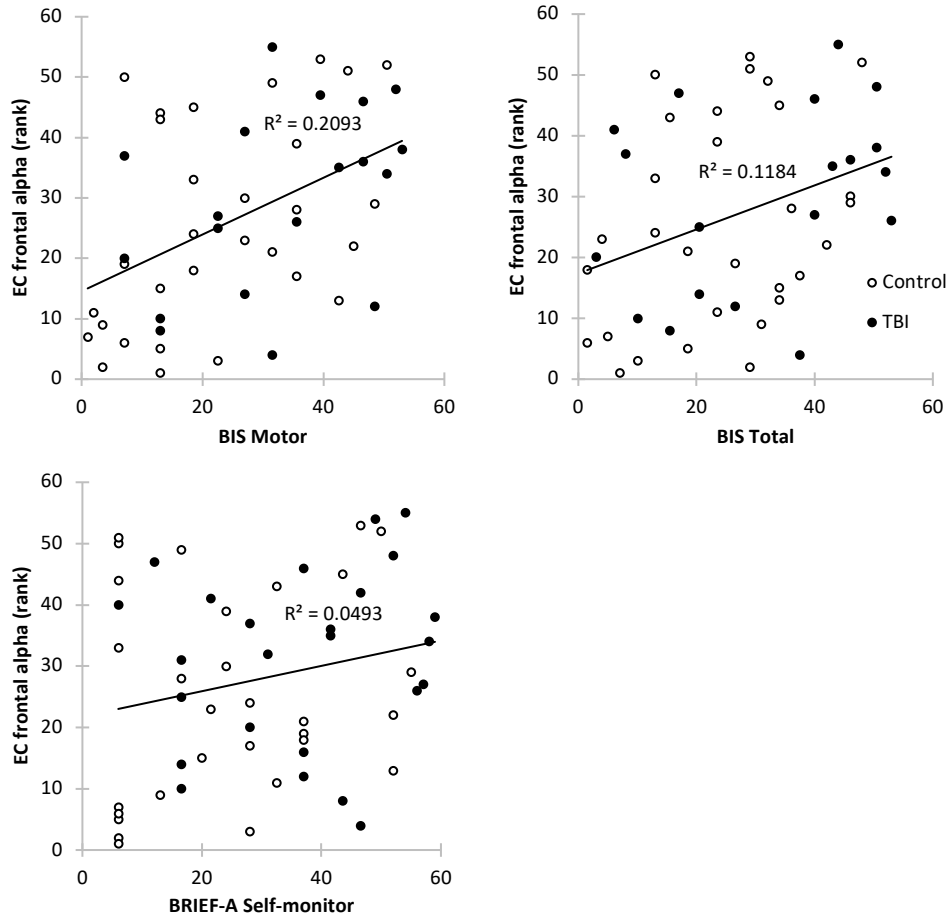 60
50
40
30
20
10
0
EC frontal alpha (rank)
R² = 0.2093
0 20 40 60
BIS Motor
60
50
40
30
20
10
0
EC frontal alpha (rank)
R² = 0.1184
Control
TBI
0 20 40 60
BIS Total
60
50
40
30
20
10
0
EC frontal alpha (rank)
R² = 0.0493
0 20 40 60
BRIEF-A Self-monitor